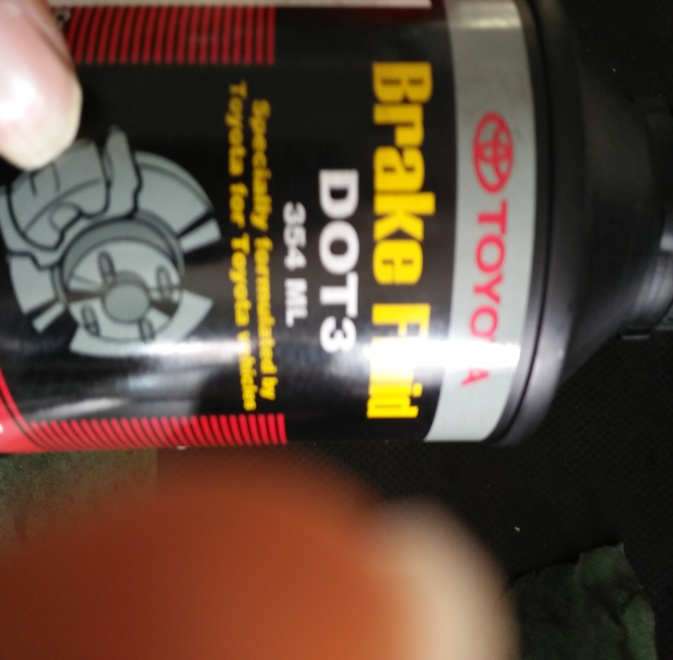 TOYOTA
Brake Fluid
DOT3
354 ML
Specially formulated by
Toyota for Toyota vehicles